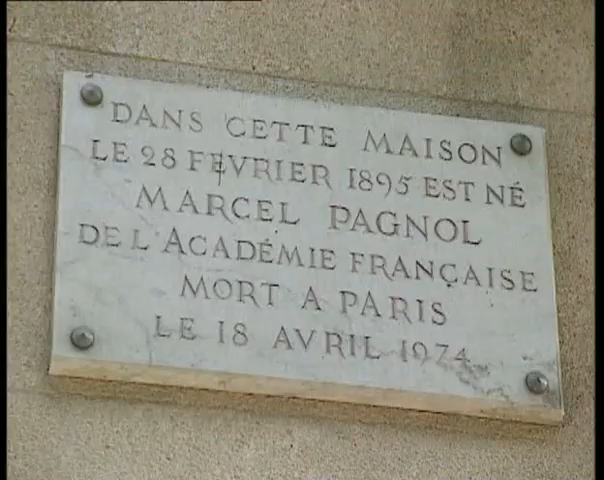 DANS CETTE MAISON
LE 28 FÉVRIER 1895 EST NÉ
MARCEL PAGNOL
DE L'ACADÉMIE FRANÇAISE
MORT A PARIS
LE 18 AVRIL 1974